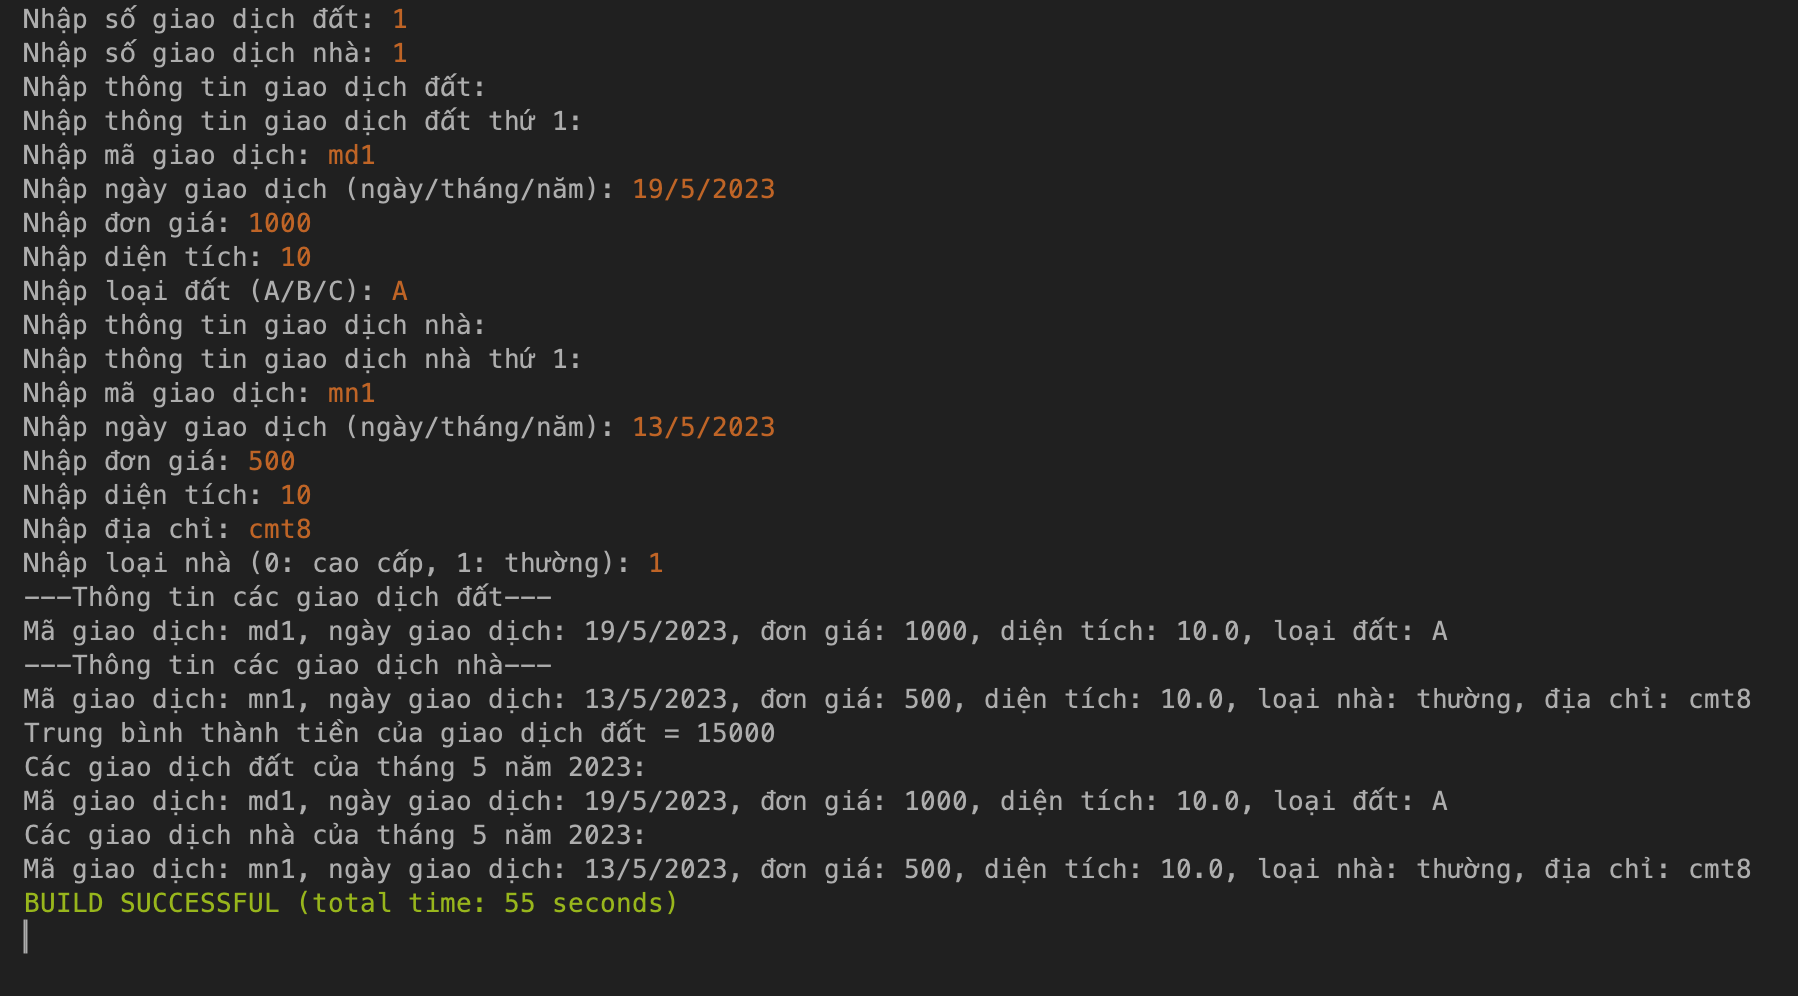 Nhập số giao dịch đất: 1
Nhập số giao dịch nhà: 1
Nhập thông tin giao dịch đất:
Nhập thông tin giao dịch đất thứ 1:
Nhập mã giao dịch: md1
Nhập ngày giao dịch (ngày/tháng/năm): 19/5/2023
Nhập đơn giá: 1000
Nhập diện tích: 10
Nhập loại đất (A/B/C): A
Nhập thông tin giao dịch nhà:
Nhập thông tin giao dịch nhà thứ 1:
Nhập mã giao dịch: mn1
Nhập ngày giao dịch (ngày/tháng/năm): 13/5/2023
Nhập đơn giá: 500
Nhập diện tích: 10
Nhập địa chỉ: cmt8
Nhập loại nhà (0: cao cấp, 1: thường): 1
---Thông tin các giao dịch đất---
Mã giao dịch: md1, ngày giao dịch: 19/5/2023, đơn giá: 1000, diện tích: 10.0, loại đất: A
---Thông tin các giao dịch nhà---
Mã giao dịch: mn1, ngày giao dịch: 13/5/2023, đơn giá: 500, diện tích: 10.0, loại nhà: thường, địa chỉ: cmt8
Trung bình thành tiền của giao dịch đất = 15000
Các giao dịch đất của tháng 5 năm 2023:
Mã giao dịch: md1, ngày giao dịch: 19/5/2023, đơn giá: 1000, diện tích: 10.0, loại đất: A
Các giao dịch nhà của tháng 5 năm 2023:
Mã giao dịch: mn1, ngày giao dịch: 13/5/2023, đơn giá: 500, diện tích: 10.0, loại nhà: thường, địa chỉ: cmt8
BUILD SUCCESSFUL (total time: 55 seconds)